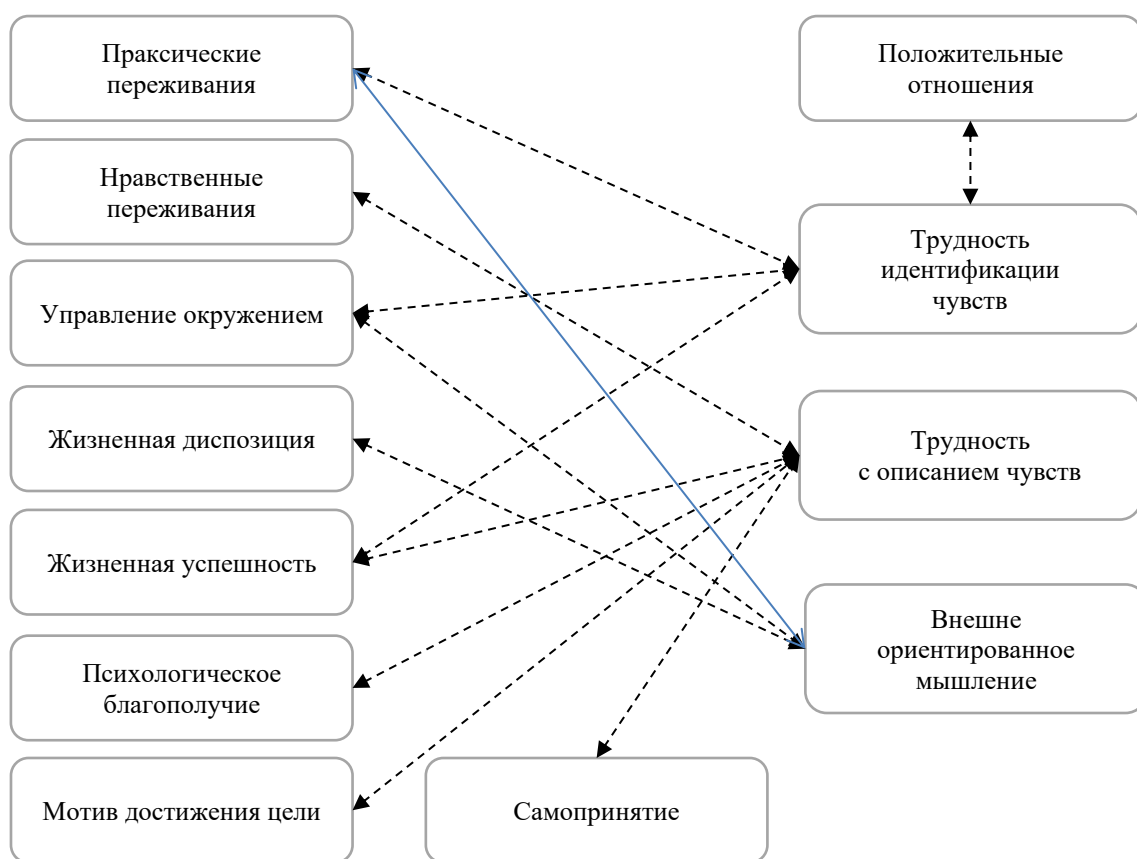 Праксические
переживания
Нравственные
переживания
Управление окружением
Жизненная диспозиция
Жизненная успешность
Психологическое
благополучие
Мотив достижения цели
Самопринятие
Положительные
отношения
Трудность
идентификации
чувств
Трудность
с описанием чувств
Внешне
ориентированное
мышление